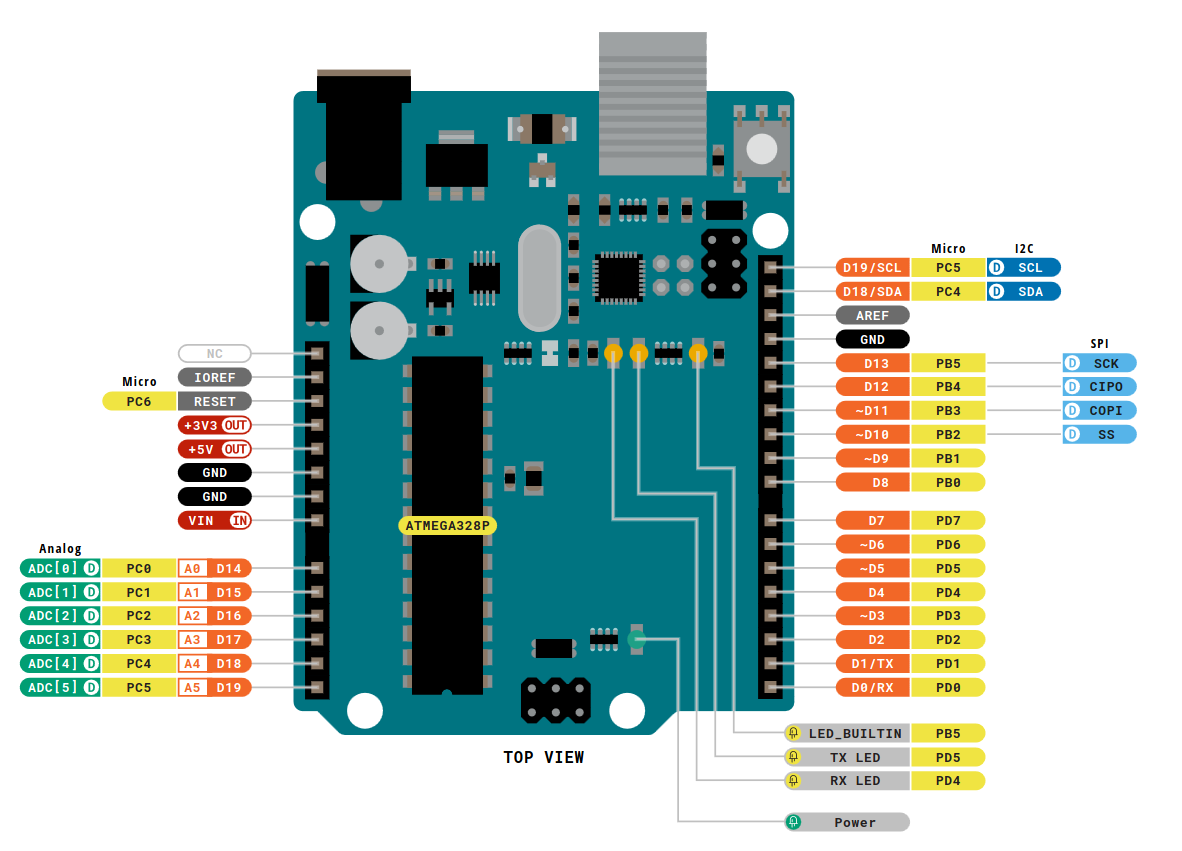 Micro I2C
D19/SCL PC5 D SCL
D18/SDA PC4 D SDA
AREF
GND
SPI
D13 PB5 D SCK
D12 PB4 D CIPO
~D11 PB3 D COPI
~D10 PB2 D SS
~D9 PB1
D8 PB0
D7 PD7
~D6 PD6
~D5 PD5
D4 PD4
~D3 PD3
D2 PD2
D1/TX PD1
D0/RX PD0
NC
IOREF
Micro
PC6 RESET
+3V3 OUT
+5V OUT
GND
GND
VIN IN
Analog
ADC[0] D PC0 A0 D14
ADC[1] D PC1 A1 D15
ADC[2] D PC2 A2 D16
ADC[3] D PC3 A3 D17
ADC[4] D PC4 A4 D18
ADC[5] D PC5 A5 D19
ATMEGA328P
LED_BUILTIN PB5
TX LED PD5
RX LED PD4
Power
TOP VIEW